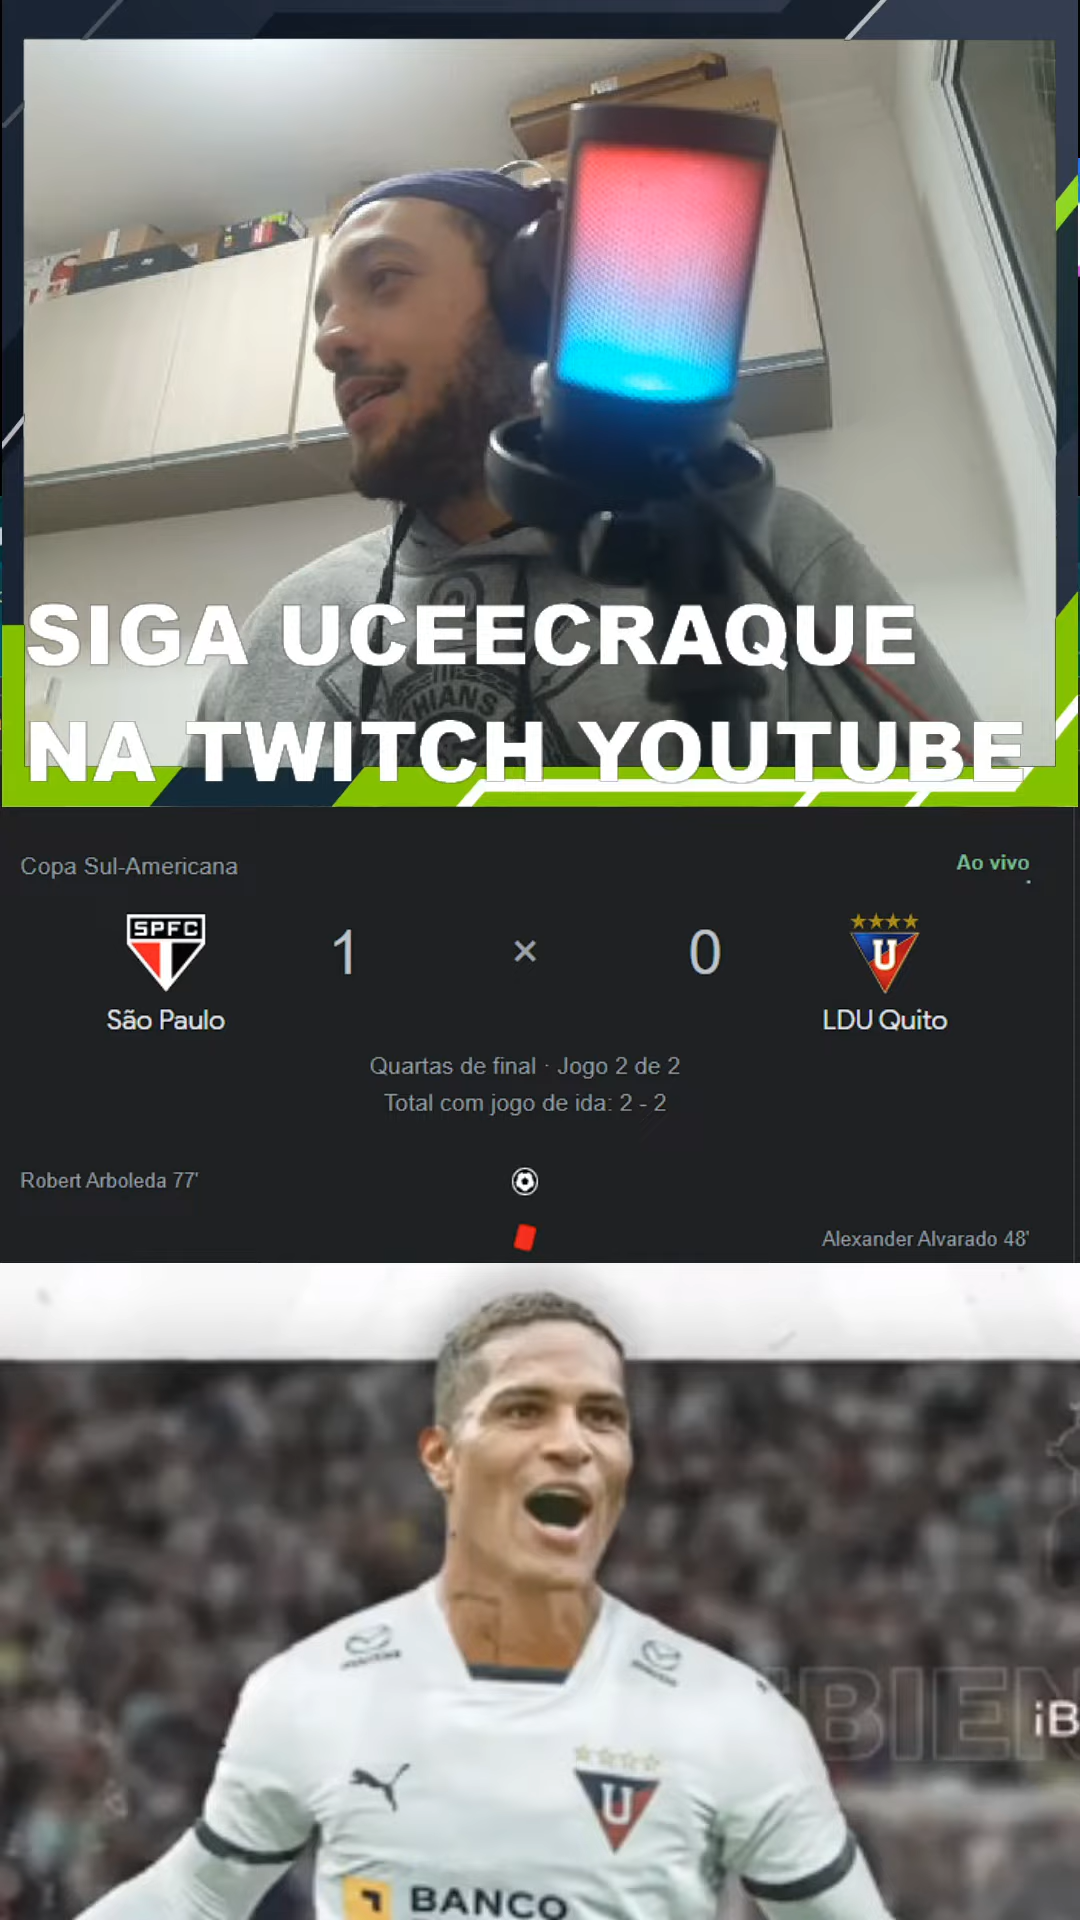 SIGA UCEECRAQUE
NA TWITCH YOUTUBE
THIANS
Copa Sul-Americana
Ao vivo
SPFC
1 × 0
U
São Paulo
LDU Quito
Quartas de final · Jogo 2 de 2
Total com jogo de ida: 2 - 2
Robert Arboleda 77'
Alexander Alvarado 48'
BIEN
¡B
U
BANCO